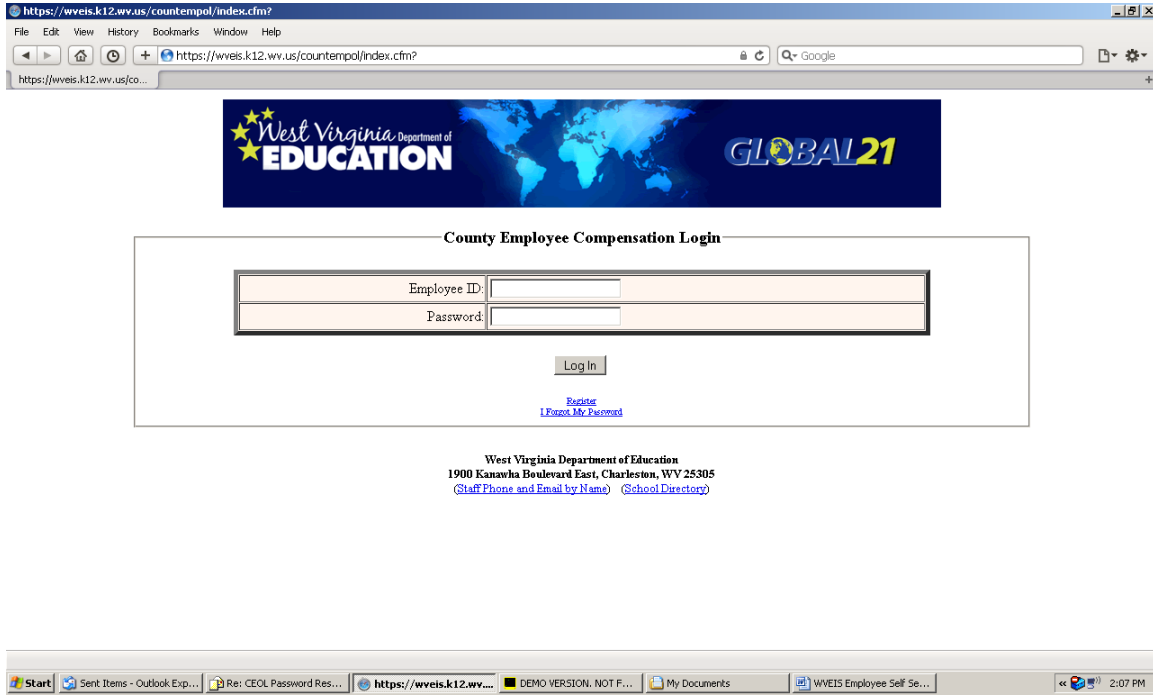 https://wveis.k12.wv.us/countempol/index.cfm?
File Edit View History Bookmarks Window Help
https://wveis.k12.wv.us/countempol/index.cfm?
Google
https://wveis.k12.wv.us/co...
West Virginia Department of
EDUCATION
GLOBAL21
County Employee Compensation Login
Employee ID:
Password:
Log In
Register
I Forgot My Password
West Virginia Department of Education
1900 Kanawha Boulevard East, Charleston, WV 25305
(Staff Phone and Email by Name) (School Directory)
Start Sent Items - Outlook Exp... Re: CEOL Password Res... https://wveis.k12.wv.... DEMO VERSION. NOT F... My Documents WVEIS Employee Self Se... 2:07 PM